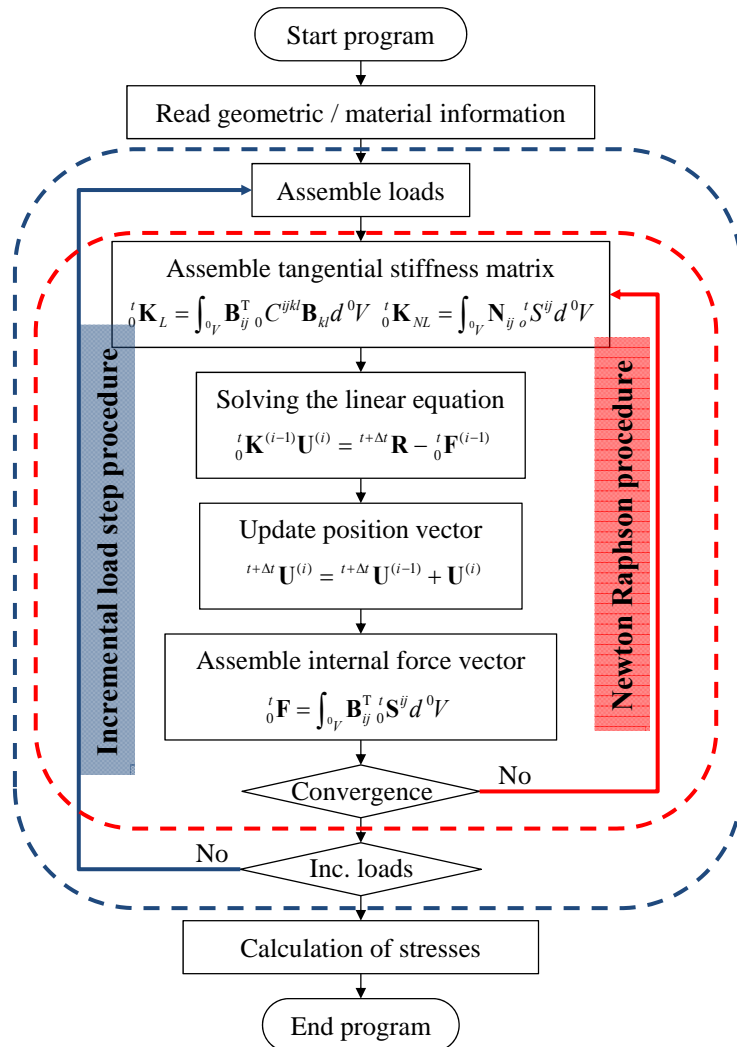 Start program
Read geometric / material information
Assemble loads
Assemble tangential stiffness matrix
${}^{t}_{0}\mathbf{K}_{L} = \int_{{}^{0}V} \mathbf{B}^{\mathrm{T}}_{ij}\, {}_{0}C^{ijkl} \mathbf{B}_{kl} d\,{}^{0}V \quad {}^{t}_{0}\mathbf{K}_{NL} = \int_{{}^{0}V} \mathbf{N}_{ij}\, {}^{t}_{o}S^{ij} d\,{}^{0}V$
Incremental load step procedure
Newton Raphson procedure
Solving the linear equation
${}^{t}_{0}\mathbf{K}^{(i-1)} \mathbf{U}^{(i)} = {}^{t+\Delta t}\mathbf{R} - {}^{t}_{0}\mathbf{F}^{(i-1)}$
Update position vector
${}^{t+\Delta t}\mathbf{U}^{(i)} = {}^{t+\Delta t}\mathbf{U}^{(i-1)} + \mathbf{U}^{(i)}$
Assemble internal force vector
${}^{t}_{0}\mathbf{F} = \int_{{}^{0}V} \mathbf{B}^{\mathrm{T}}_{ij}\, {}^{t}_{0}\mathbf{S}^{ij} d\,{}^{0}V$
Convergence
No
No
Inc. loads
Calculation of stresses
End program